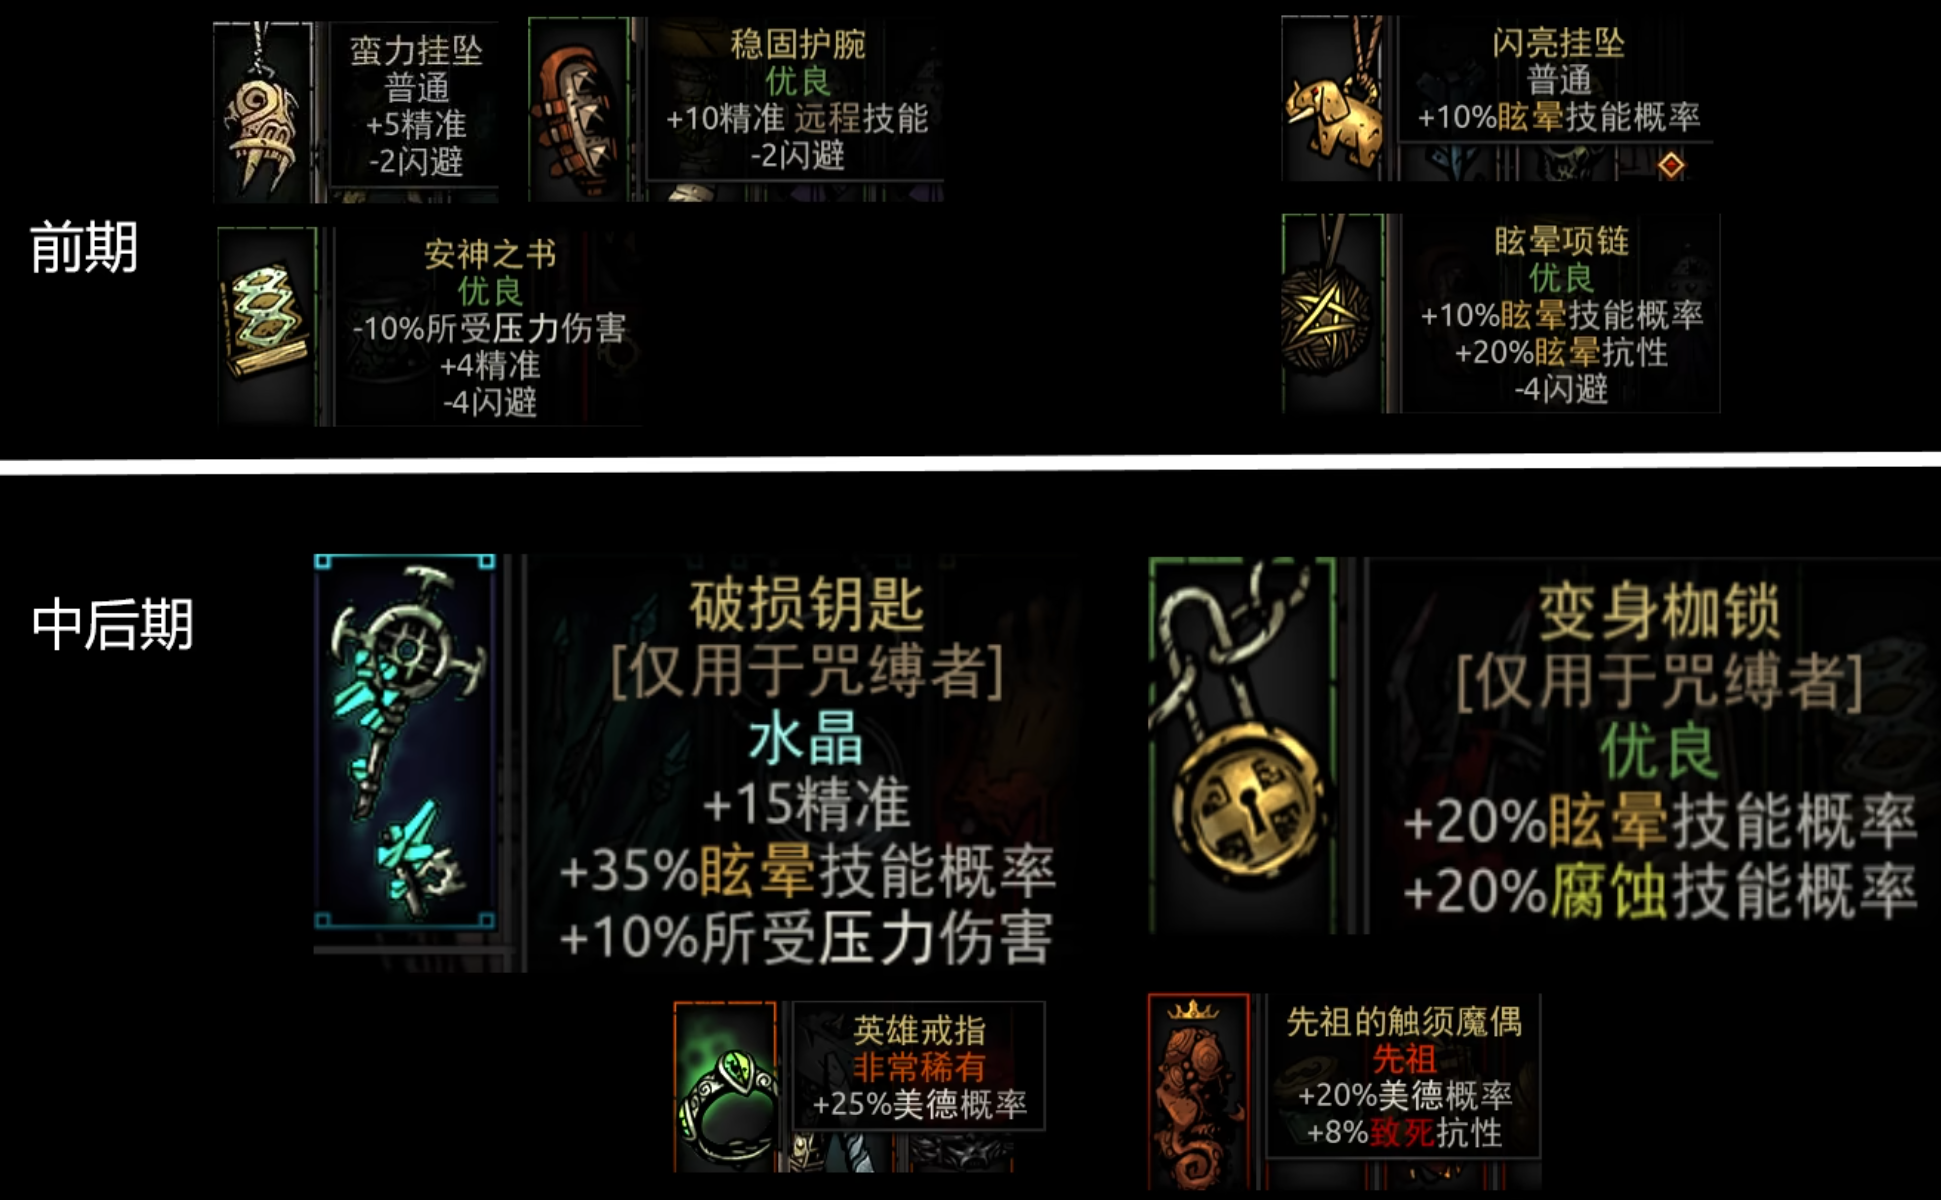 前期
蛮力挂坠
普通
+5精准
-2闪避
稳固护腕
优良
+10精准 远程技能
-2闪避
闪亮挂坠
普通
+10%眩晕技能概率
安神之书
优良
-10%所受压力伤害
+4精准
-4闪避
眩晕项链
优良
+10%眩晕技能概率
+20%眩晕抗性
-4闪避
中后期
破损钥匙
[仅用于咒缚者]
水晶
+15精准
+35%眩晕技能概率
+10%所受压力伤害
变身枷锁
[仅用于咒缚者]
优良
+20%眩晕技能概率
+20%腐蚀技能概率
英雄戒指
非常稀有
+25%美德概率
先祖的触须魔偶
先祖
+20%美德概率
+8%致死抗性